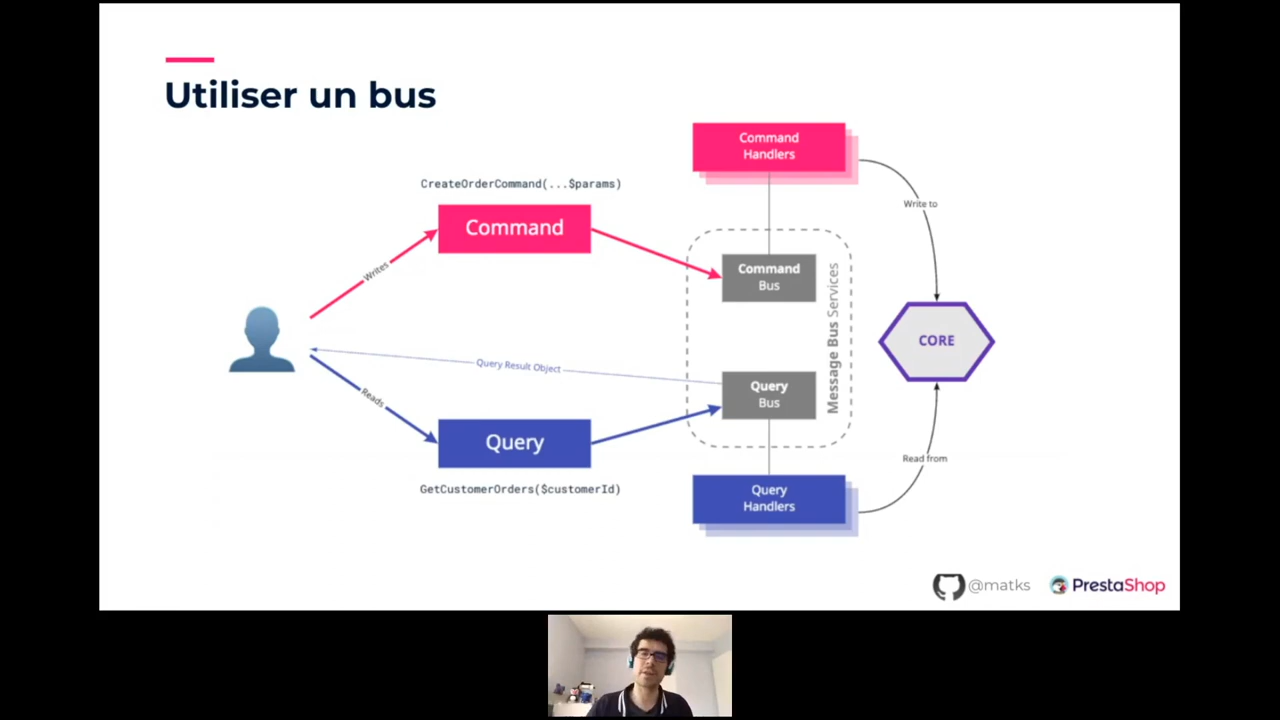 Utiliser un bus
Command
Handlers
CreateOrderCommand(...$params)
Write to
Command
Writes
Command
Bus
Message Bus Services
CORE
Query Result Object
Query
Bus
Reads
Query
Read from
GetCustomerOrders($customerId)
Query
Handlers
@matks
PrestaShop